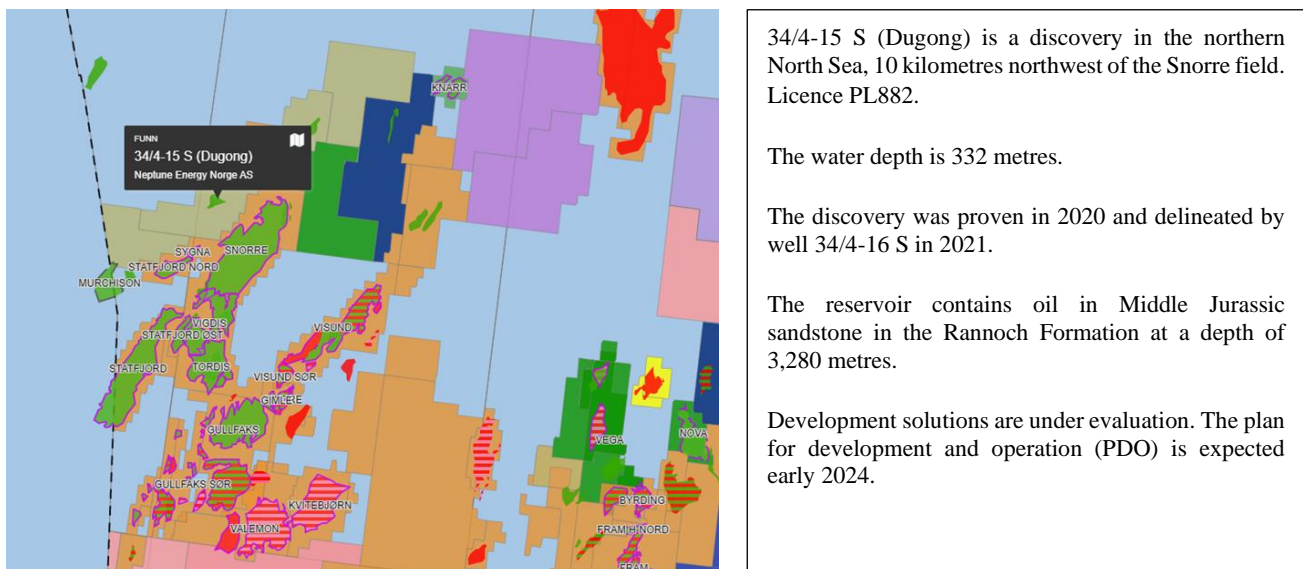 KNARR
FUNN
34/4-15 S (Dugong)
Neptune Energy Norge AS
SYGNA
SNORRE
STATFJORD NORD
MURCHISON
VIGDIS
STATFJORD ØST
VISUND
STATFJORD
TORDIS
VISUND SØR
GIMLE
GULLFAKS
VEGA
NOVA
GULLFAKS SØR
KVITEBJØRN
BYRDING
VALEMON
FRAM H-NORD
FRAM
34/4-15 S (Dugong) is a discovery in the northern
North Sea, 10 kilometres northwest of the Snorre field.
Licence PL882.
The water depth is 332 metres.
The discovery was proven in 2020 and delineated by
well 34/4-16 S in 2021.
The reservoir contains oil in Middle Jurassic
sandstone in the Rannoch Formation at a depth of
3,280 metres.
Development solutions are under evaluation. The plan
for development and operation (PDO) is expected
early 2024.